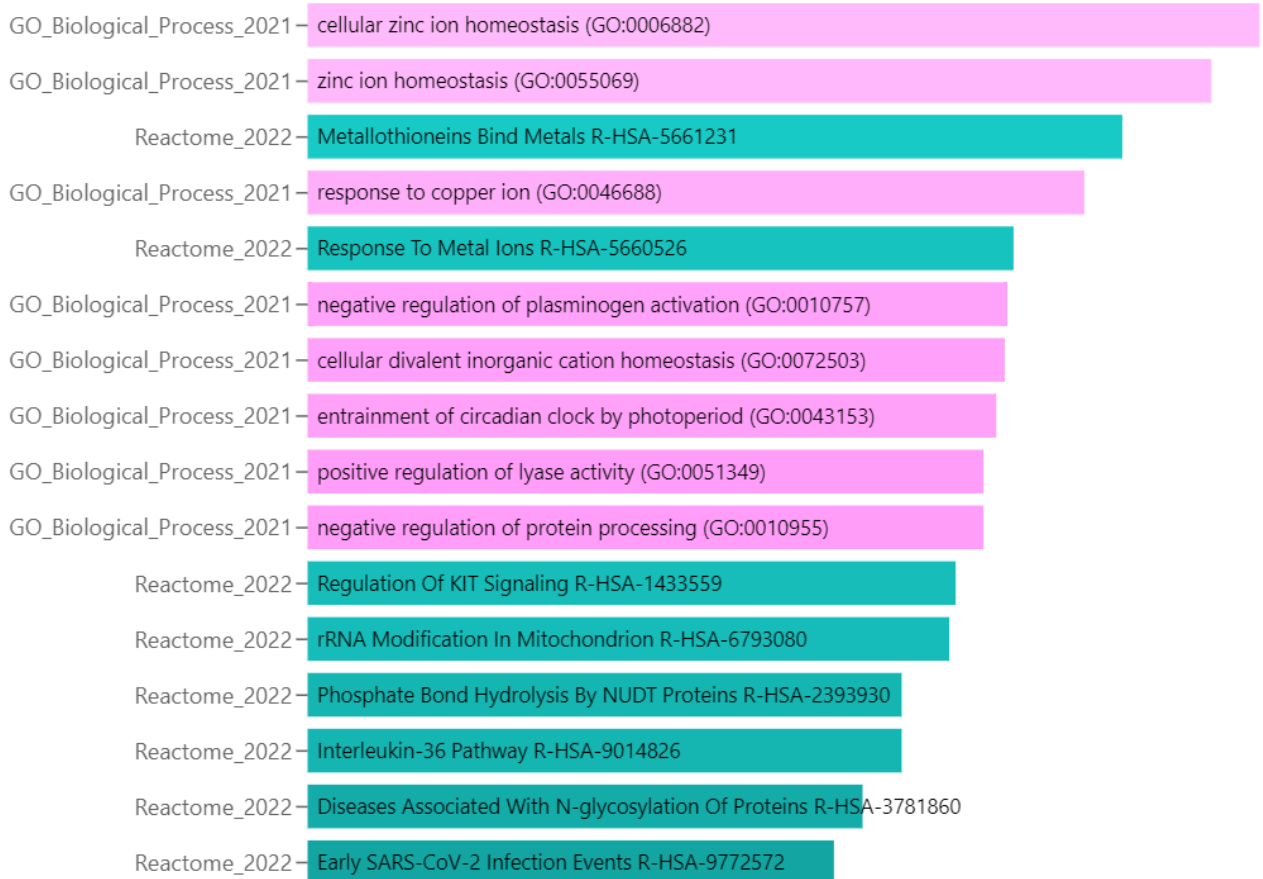 GO_Biological_Process_2021 cellular zinc ion homeostasis (GO:0006882)
GO_Biological_Process_2021 zinc ion homeostasis (GO:0055069)
Reactome_2022 Metallothioneins Bind Metals R-HSA-5661231
GO_Biological_Process_2021 response to copper ion (GO:0046688)
Reactome_2022 Response To Metal Ions R-HSA-5660526
GO_Biological_Process_2021 negative regulation of plasminogen activation (GO:0010757)
GO_Biological_Process_2021 cellular divalent inorganic cation homeostasis (GO:0072503)
GO_Biological_Process_2021 entrainment of circadian clock by photoperiod (GO:0043153)
GO_Biological_Process_2021 positive regulation of lyase activity (GO:0051349)
GO_Biological_Process_2021 negative regulation of protein processing (GO:0010955)
Reactome_2022 Regulation Of KIT Signaling R-HSA-1433559
Reactome_2022 rRNA Modification In Mitochondrion R-HSA-6793080
Reactome_2022 Phosphate Bond Hydrolysis By NUDT Proteins R-HSA-2393930
Reactome_2022 Interleukin-36 Pathway R-HSA-9014826
Reactome_2022 Diseases Associated With N-glycosylation Of Proteins R-HSA-3781860
Reactome_2022 Early SARS-CoV-2 Infection Events R-HSA-9772572